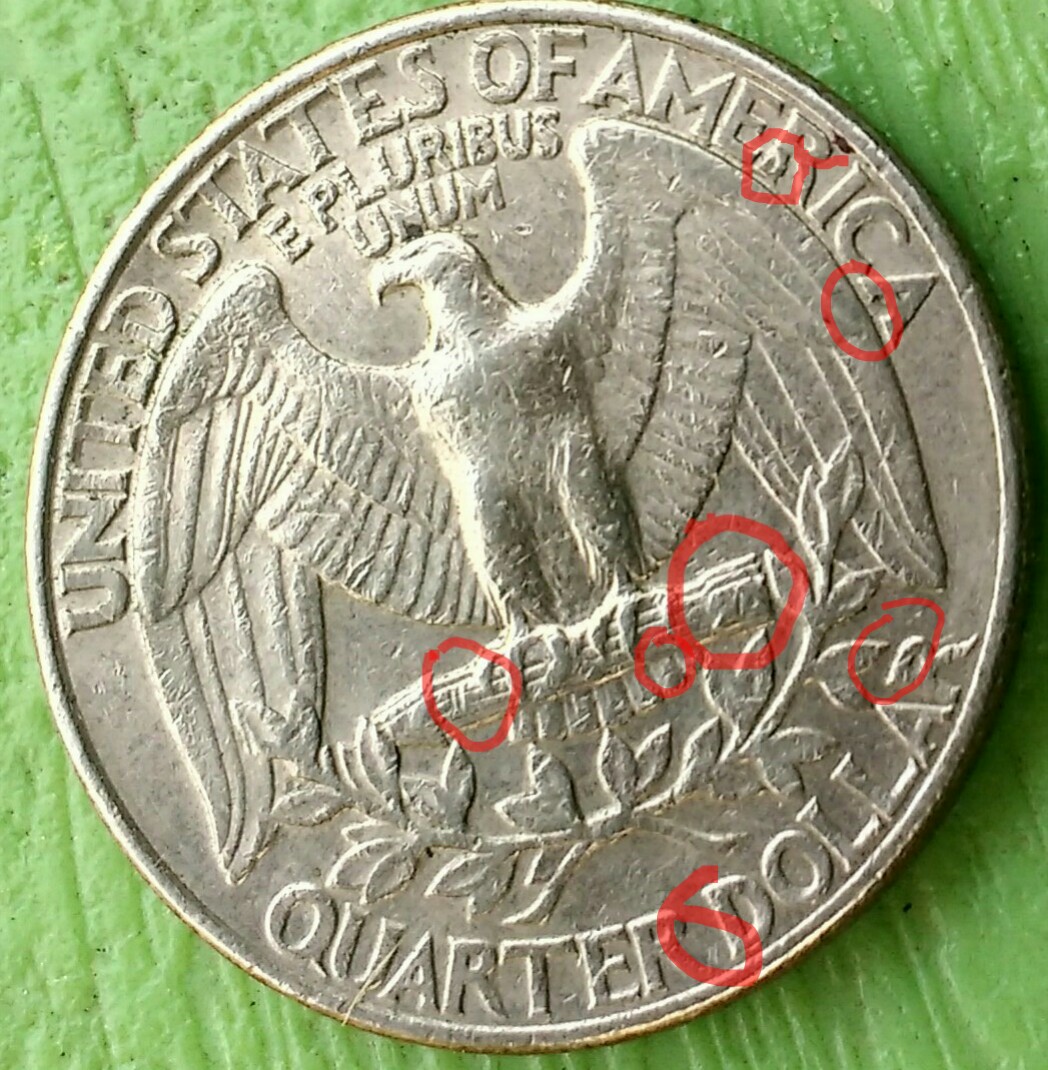 UNITED STATES OF AMERICA
E PLURIBUS
UNUM
QUARTER DOLLAR